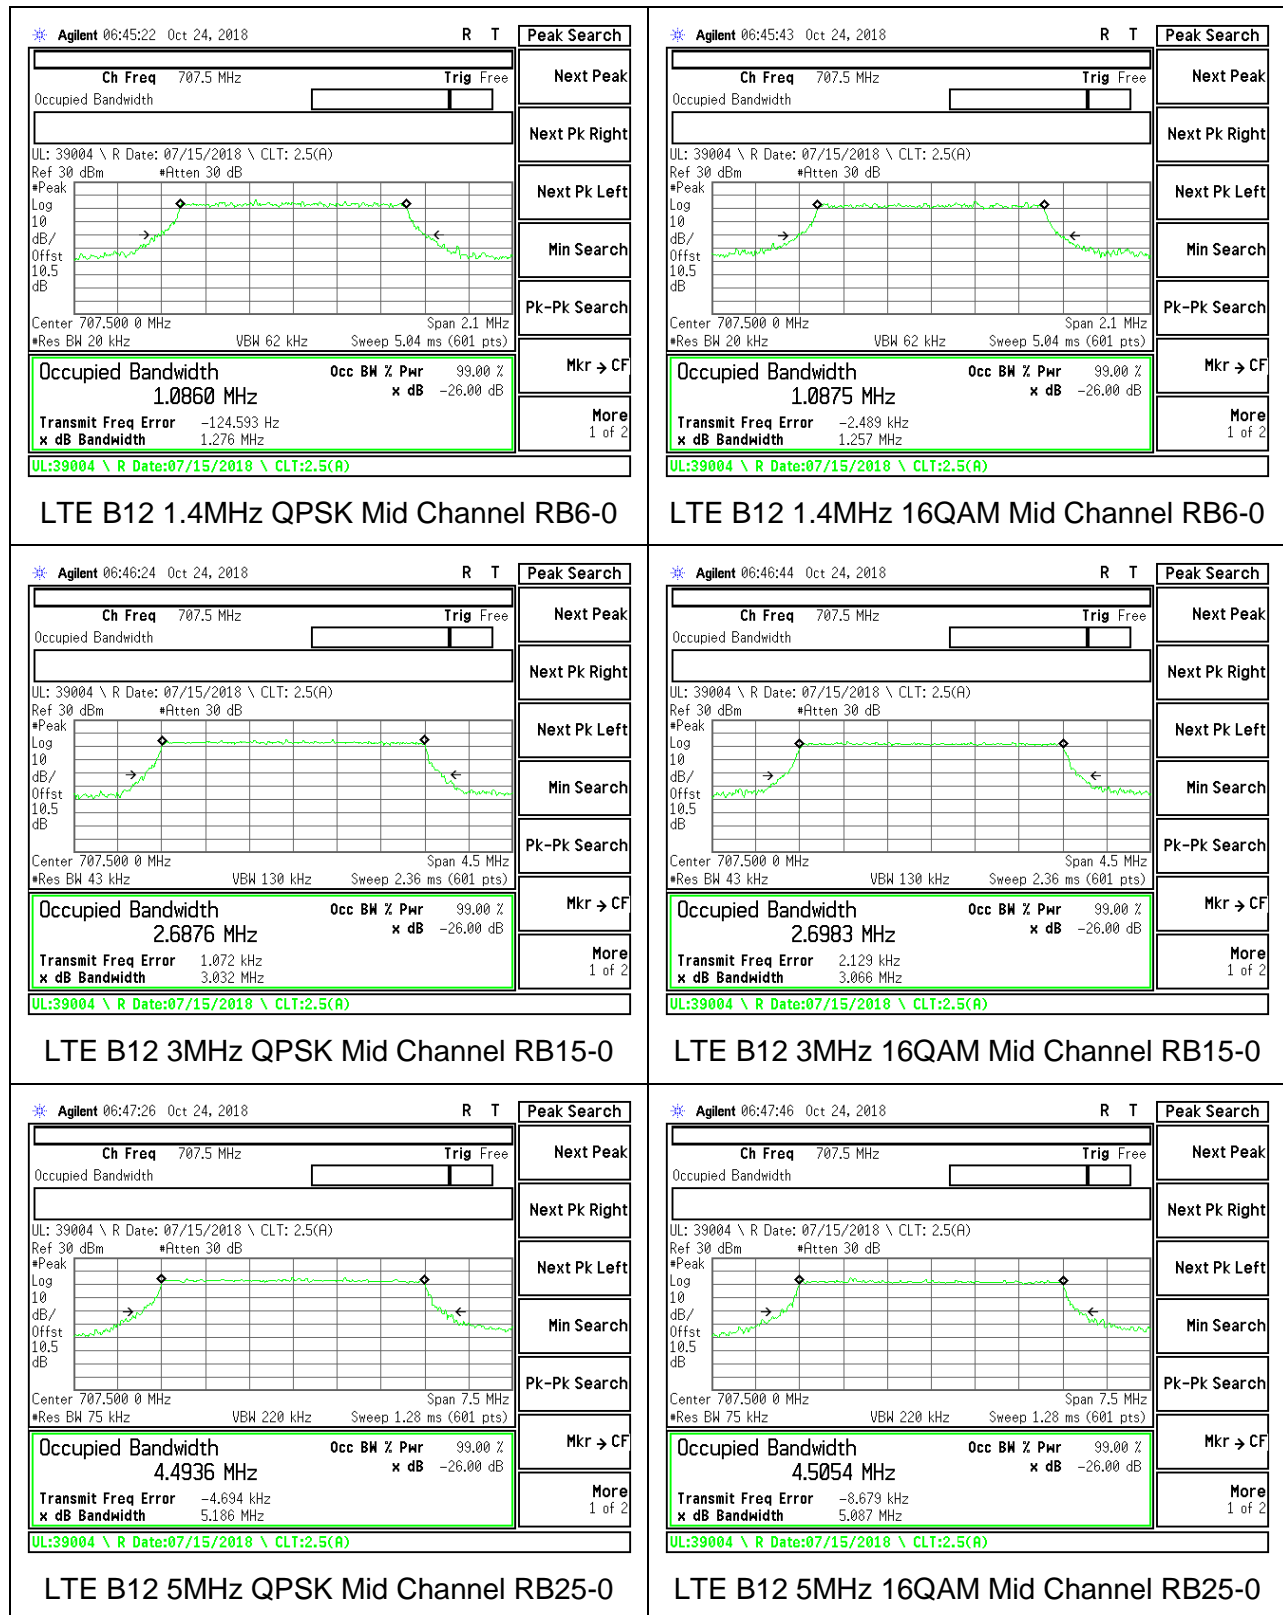 Agilent 06:45:22 Oct 24, 2018 R T Peak Search
Ch Freq 707.5 MHz Trig Free
Occupied Bandwidth
Next Peak
Next Pk Right
UL: 39004 \ R Date: 07/15/2018 \ CLT: 2.5(A)
Ref 30 dBm #Atten 30 dB
#Peak
Log
10
dB/
Offst
10.5
dB
Next Pk Left
Min Search
Pk-Pk Search
Center 707.500 0 MHz Span 2.1 MHz
#Res BW 20 kHz VBW 62 kHz Sweep 5.04 ms (601 pts)
Occupied Bandwidth Occ BW % Pwr 99.00 %
1.0860 MHz x dB -26.00 dB
Mkr → CF
Transmit Freq Error -124.593 Hz
x dB Bandwidth 1.276 MHz
More
1 of 2
UL:39004 \ R Date:07/15/2018 \ CLT:2.5(A)
LTE B12 1.4MHz QPSK Mid Channel RB6-0
Agilent 06:45:43 Oct 24, 2018 R T Peak Search
Ch Freq 707.5 MHz Trig Free
Occupied Bandwidth
Next Peak
Next Pk Right
UL: 39004 \ R Date: 07/15/2018 \ CLT: 2.5(A)
Ref 30 dBm #Atten 30 dB
#Peak
Log
10
dB/
Offst
10.5
dB
Next Pk Left
Min Search
Pk-Pk Search
Center 707.500 0 MHz Span 2.1 MHz
#Res BW 20 kHz VBW 62 kHz Sweep 5.04 ms (601 pts)
Occupied Bandwidth Occ BW % Pwr 99.00 %
1.0875 MHz x dB -26.00 dB
Mkr → CF
Transmit Freq Error -2.489 kHz
x dB Bandwidth 1.257 MHz
More
1 of 2
UL:39004 \ R Date:07/15/2018 \ CLT:2.5(A)
LTE B12 1.4MHz 16QAM Mid Channel RB6-0
Agilent 06:46:24 Oct 24, 2018 R T Peak Search
Ch Freq 707.5 MHz Trig Free
Occupied Bandwidth
Next Peak
Next Pk Right
UL: 39004 \ R Date: 07/15/2018 \ CLT: 2.5(A)
Ref 30 dBm #Atten 30 dB
#Peak
Log
10
dB/
Offst
10.5
dB
Next Pk Left
Min Search
Pk-Pk Search
Center 707.500 0 MHz Span 4.5 MHz
#Res BW 43 kHz VBW 130 kHz Sweep 2.36 ms (601 pts)
Occupied Bandwidth Occ BW % Pwr 99.00 %
2.6876 MHz x dB -26.00 dB
Mkr → CF
Transmit Freq Error 1.072 kHz
x dB Bandwidth 3.032 MHz
More
1 of 2
UL:39004 \ R Date:07/15/2018 \ CLT:2.5(A)
LTE B12 3MHz QPSK Mid Channel RB15-0
Agilent 06:46:44 Oct 24, 2018 R T Peak Search
Ch Freq 707.5 MHz Trig Free
Occupied Bandwidth
Next Peak
Next Pk Right
UL: 39004 \ R Date: 07/15/2018 \ CLT: 2.5(A)
Ref 30 dBm #Atten 30 dB
#Peak
Log
10
dB/
Offst
10.5
dB
Next Pk Left
Min Search
Pk-Pk Search
Center 707.500 0 MHz Span 4.5 MHz
#Res BW 43 kHz VBW 130 kHz Sweep 2.36 ms (601 pts)
Occupied Bandwidth Occ BW % Pwr 99.00 %
2.6983 MHz x dB -26.00 dB
Mkr → CF
Transmit Freq Error 2.129 kHz
x dB Bandwidth 3.066 MHz
More
1 of 2
UL:39004 \ R Date:07/15/2018 \ CLT:2.5(A)
LTE B12 3MHz 16QAM Mid Channel RB15-0
Agilent 06:47:26 Oct 24, 2018 R T Peak Search
Ch Freq 707.5 MHz Trig Free
Occupied Bandwidth
Next Peak
Next Pk Right
UL: 39004 \ R Date: 07/15/2018 \ CLT: 2.5(A)
Ref 30 dBm #Atten 30 dB
#Peak
Log
10
dB/
Offst
10.5
dB
Next Pk Left
Min Search
Pk-Pk Search
Center 707.500 0 MHz Span 7.5 MHz
#Res BW 75 kHz VBW 220 kHz Sweep 1.28 ms (601 pts)
Occupied Bandwidth Occ BW % Pwr 99.00 %
4.4936 MHz x dB -26.00 dB
Mkr → CF
Transmit Freq Error -4.694 kHz
x dB Bandwidth 5.186 MHz
More
1 of 2
UL:39004 \ R Date:07/15/2018 \ CLT:2.5(A)
LTE B12 5MHz QPSK Mid Channel RB25-0
Agilent 06:47:46 Oct 24, 2018 R T Peak Search
Ch Freq 707.5 MHz Trig Free
Occupied Bandwidth
Next Peak
Next Pk Right
UL: 39004 \ R Date: 07/15/2018 \ CLT: 2.5(A)
Ref 30 dBm #Atten 30 dB
#Peak
Log
10
dB/
Offst
10.5
dB
Next Pk Left
Min Search
Pk-Pk Search
Center 707.500 0 MHz Span 7.5 MHz
#Res BW 75 kHz VBW 220 kHz Sweep 1.28 ms (601 pts)
Occupied Bandwidth Occ BW % Pwr 99.00 %
4.5054 MHz x dB -26.00 dB
Mkr → CF
Transmit Freq Error -8.679 kHz
x dB Bandwidth 5.087 MHz
More
1 of 2
UL:39004 \ R Date:07/15/2018 \ CLT:2.5(A)
LTE B12 5MHz 16QAM Mid Channel RB25-0